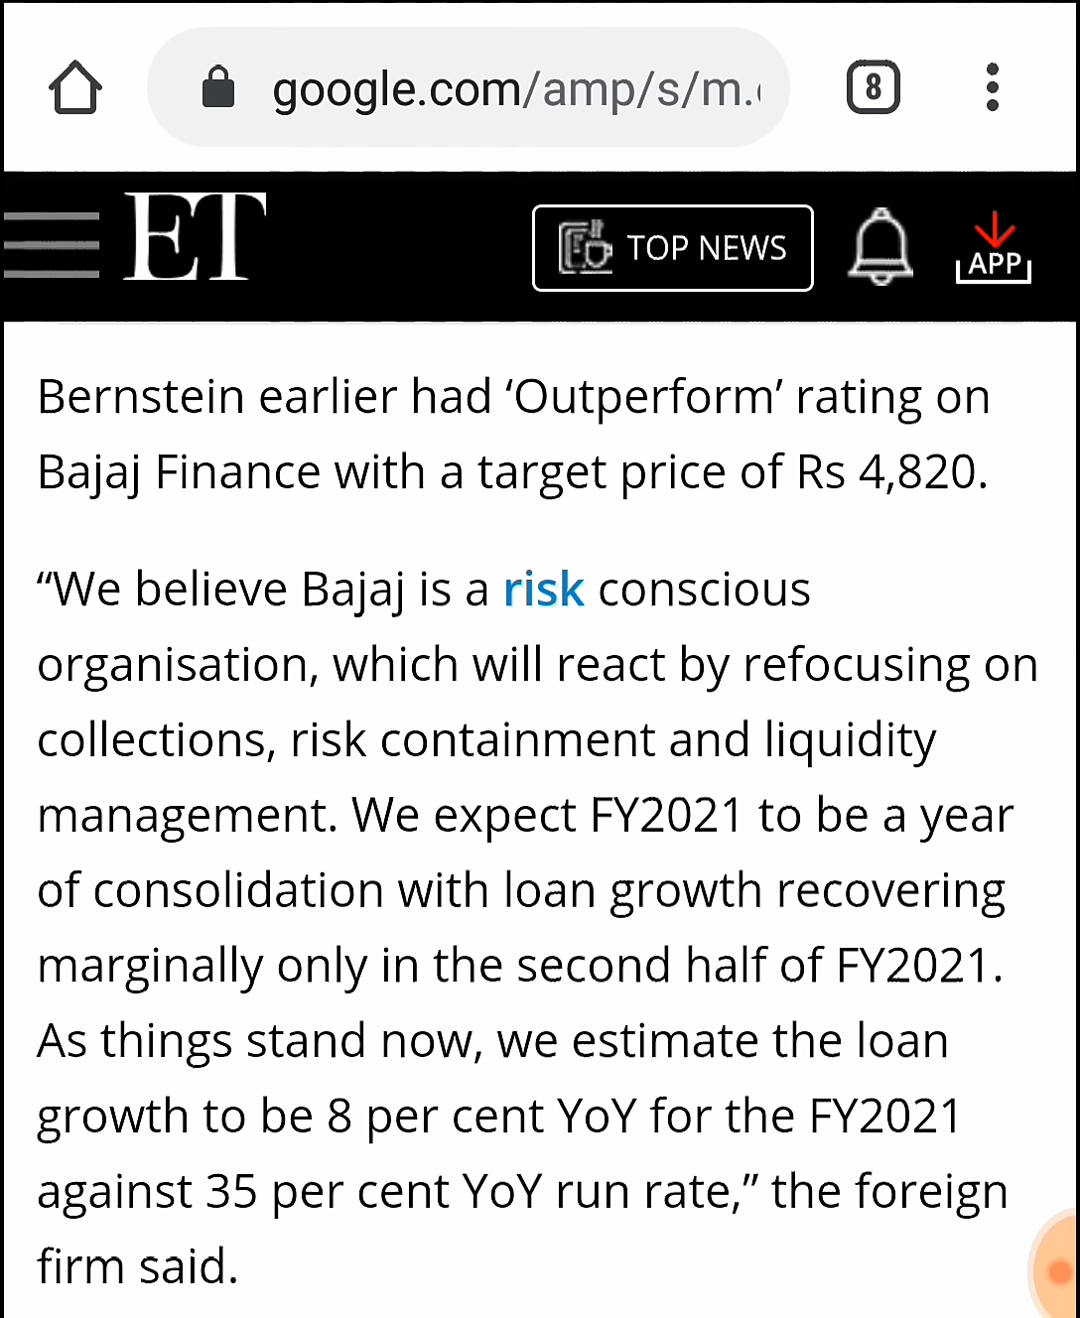 google.com/amp/s/m.
8
ET
TOP NEWS
APP
Bernstein earlier had ‘Outperform’ rating on
Bajaj Finance with a target price of Rs 4,820.
“We believe Bajaj is a risk conscious
organisation, which will react by refocusing on
collections, risk containment and liquidity
management. We expect FY2021 to be a year
of consolidation with loan growth recovering
marginally only in the second half of FY2021.
As things stand now, we estimate the loan
growth to be 8 per cent YoY for the FY2021
against 35 per cent YoY run rate,” the foreign
firm said.